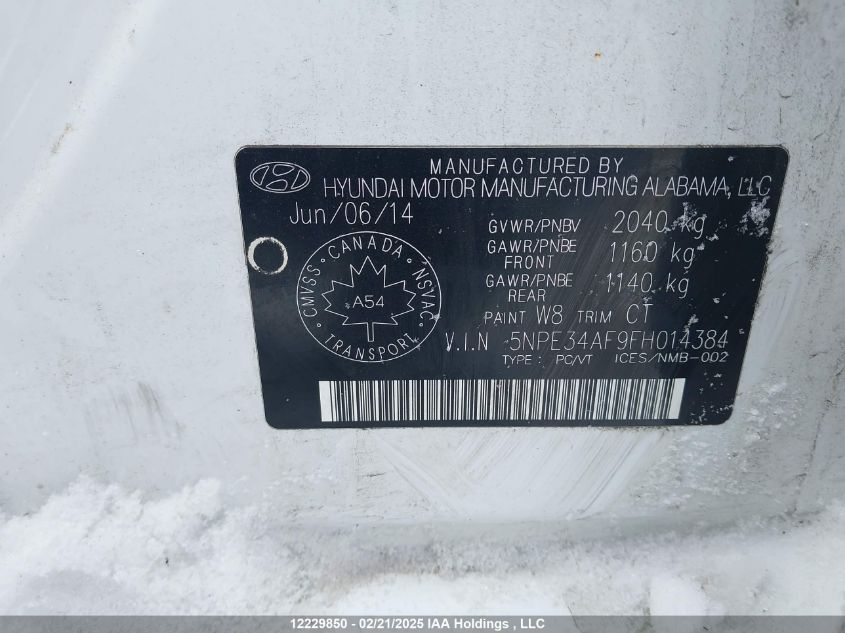 MANUFACTURED BY
HYUNDAI MOTOR MANUFACTURING ALABAMA, LLC
Jun/06/14
GVWR/PNBV 2040 kg
GAWR/PNBE FRONT 1160 kg
GAWR/PNBE REAR 1140 kg
PAINT W8 TRIM CT
V.I.N 5NPE34AF9FH014384
TYPE : PC/VT ICES/NMB-002
CMVSS · CANADA · NSVAC · TRANSPORT ·
A54
12229850 - 02/21/2025 IAA Holdings , LLC